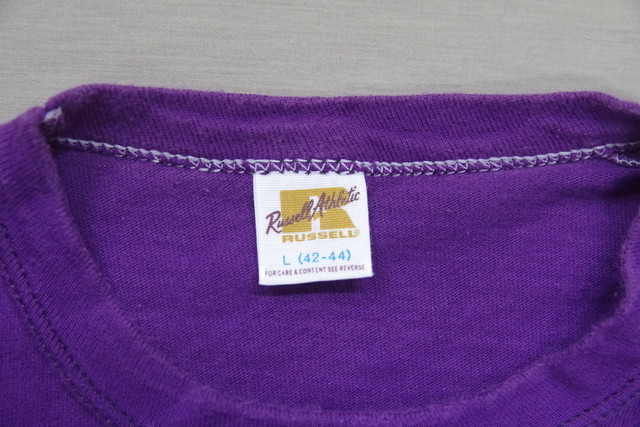 Russell Athletic
RUSSELL
L (42-44)
FOR CARE & CONTENT SEE REVERSE